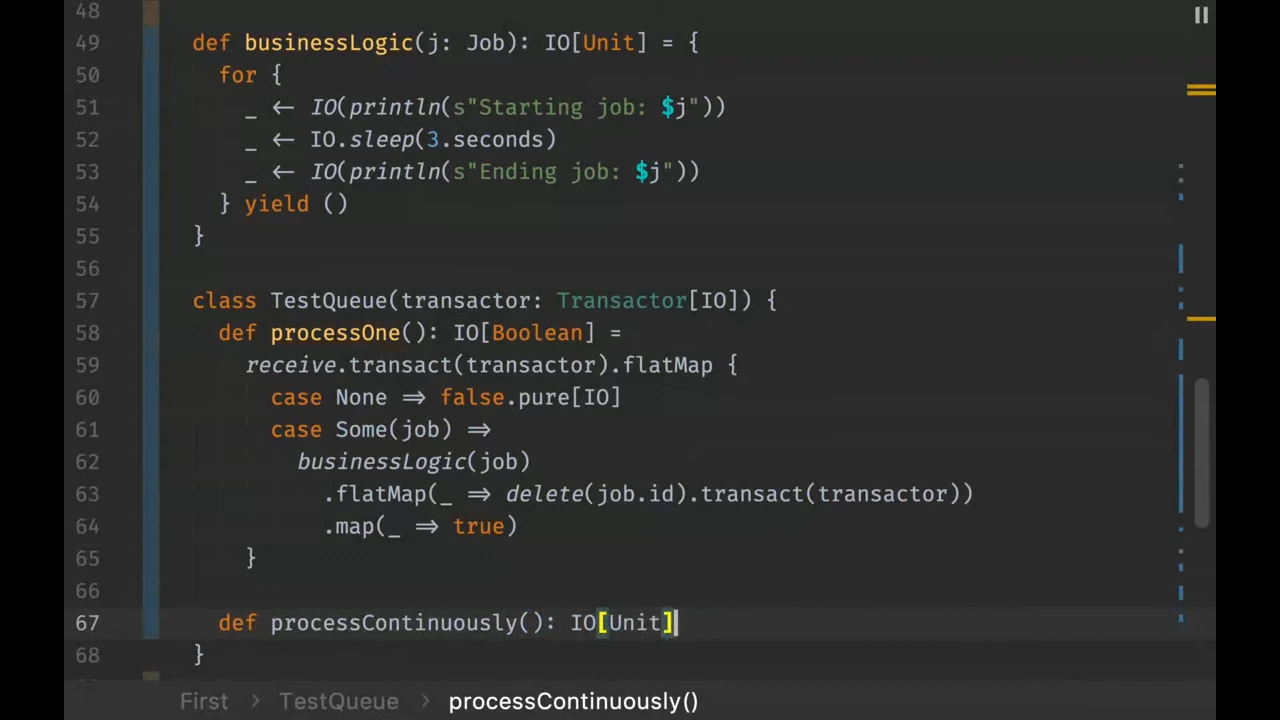 48
49 def businessLogic(j: Job): IO[Unit] = {
50 for {
51 _ <- IO(println(s"Starting job: $j"))
52 _ <- IO.sleep(3.seconds)
53 _ <- IO(println(s"Ending job: $j"))
54 } yield ()
55 }
56
57 class TestQueue(transactor: Transactor[IO]) {
58 def processOne(): IO[Boolean] =
59 receive.transact(transactor).flatMap {
60 case None => false.pure[IO]
61 case Some(job) =>
62 businessLogic(job)
63 .flatMap(_ => delete(job.id).transact(transactor))
64 .map(_ => true)
65 }
66
67 def processContinuously(): IO[Unit]
68 }
First > TestQueue > processContinuously()